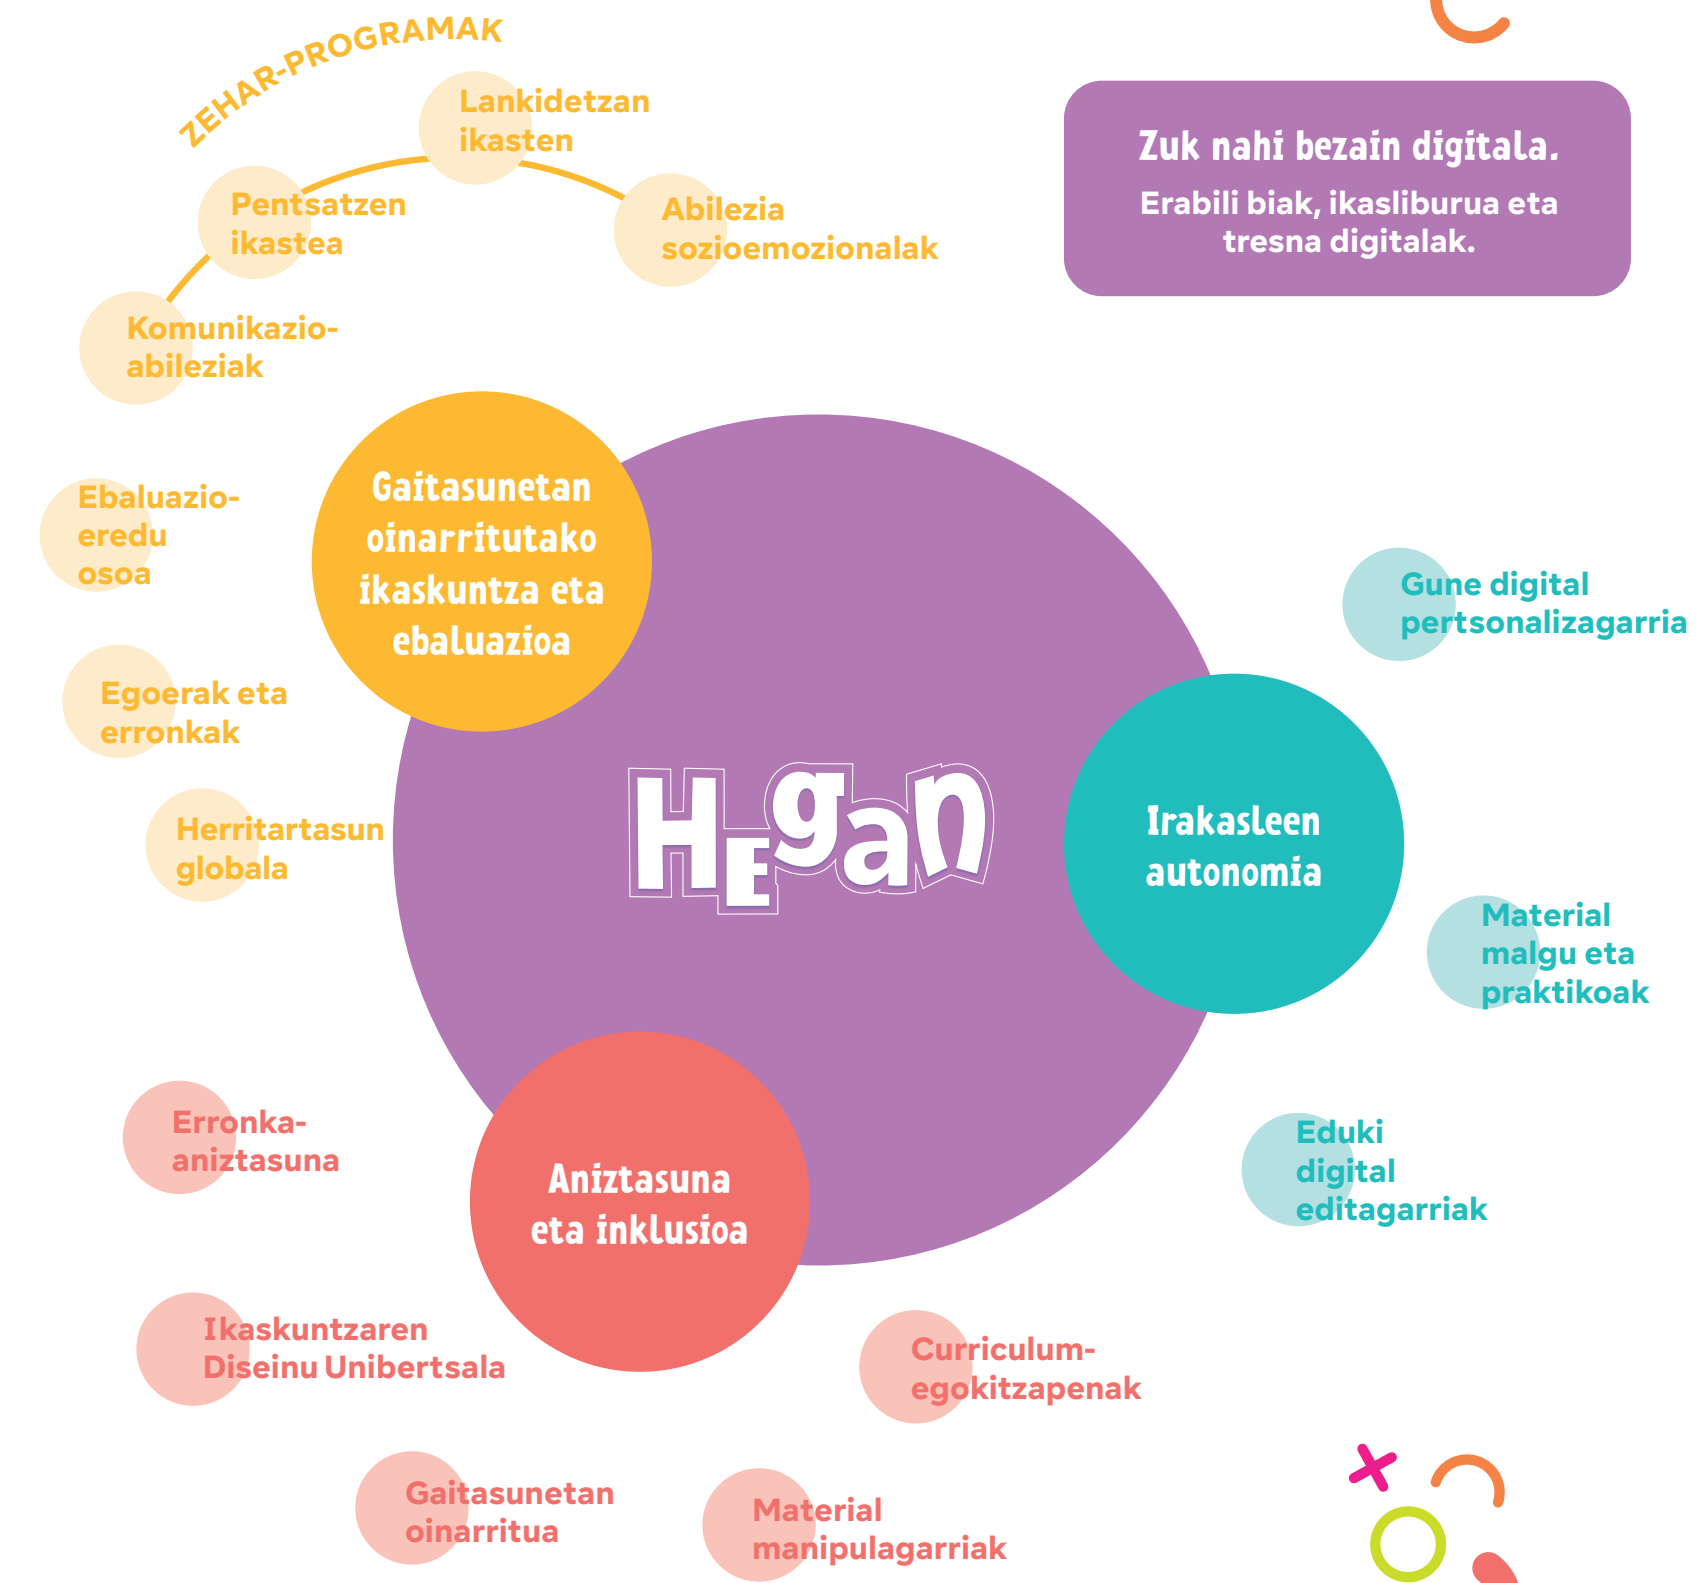 ZEHAR-PROGRAMAK
Lankidetzan
ikasten
Pentsatzen
ikastea
Abilezia
sozioemozionalak
Komunikazio-
abileziak
Zuk nahi bezain digitala.
Erabili biak, ikasliburua eta
tresna digitalak.
Gaitasunetan
oinarritutako
ikaskuntza eta
ebaluazioa
Ebaluazio-
eredu
osoa
Egoerak eta
erronkak
Herritartasun
globala
Hegan
Gune digital
pertsonalizagarria
Irakasleen
autonomia
Material
malgu eta
praktikoak
Eduki
digital
editagarriak
Aniztasuna
eta inklusioa
Erronka-
aniztasuna
Ikaskuntzaren
Diseinu Unibertsala
Curriculum-
egokitzapenak
Gaitasunetan
oinarritua
Material
manipulagarriak